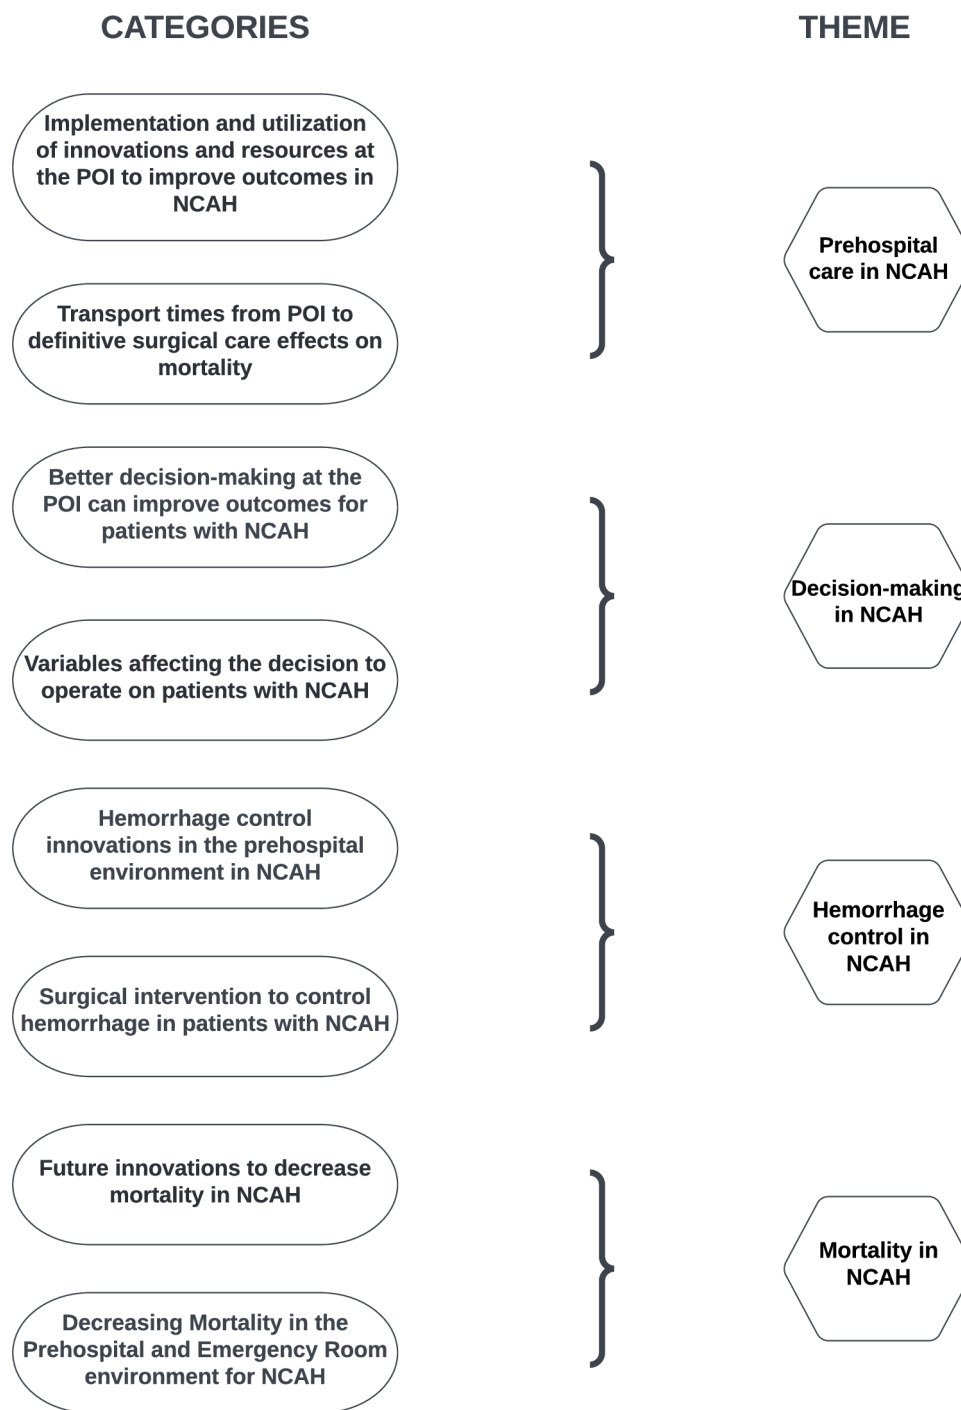 CATEGORIES
THEME
Implementation and utilization
of innovations and resources at
the POI to improve outcomes in
NCAH
Transport times from POI to
definitive surgical care effects on
mortality
Prehospital
care in NCAH
Better decision-making at the
POI can improve outcomes for
patients with NCAH
Variables affecting the decision to
operate on patients with NCAH
Decision-making
in NCAH
Hemorrhage control
innovations in the prehospital
environment in NCAH
Surgical intervention to control
hemorrhage in patients with NCAH
Hemorrhage
control in
NCAH
Future innovations to decrease
mortality in NCAH
Decreasing Mortality in the
Prehospital and Emergency Room
environment for NCAH
Mortality in
NCAH